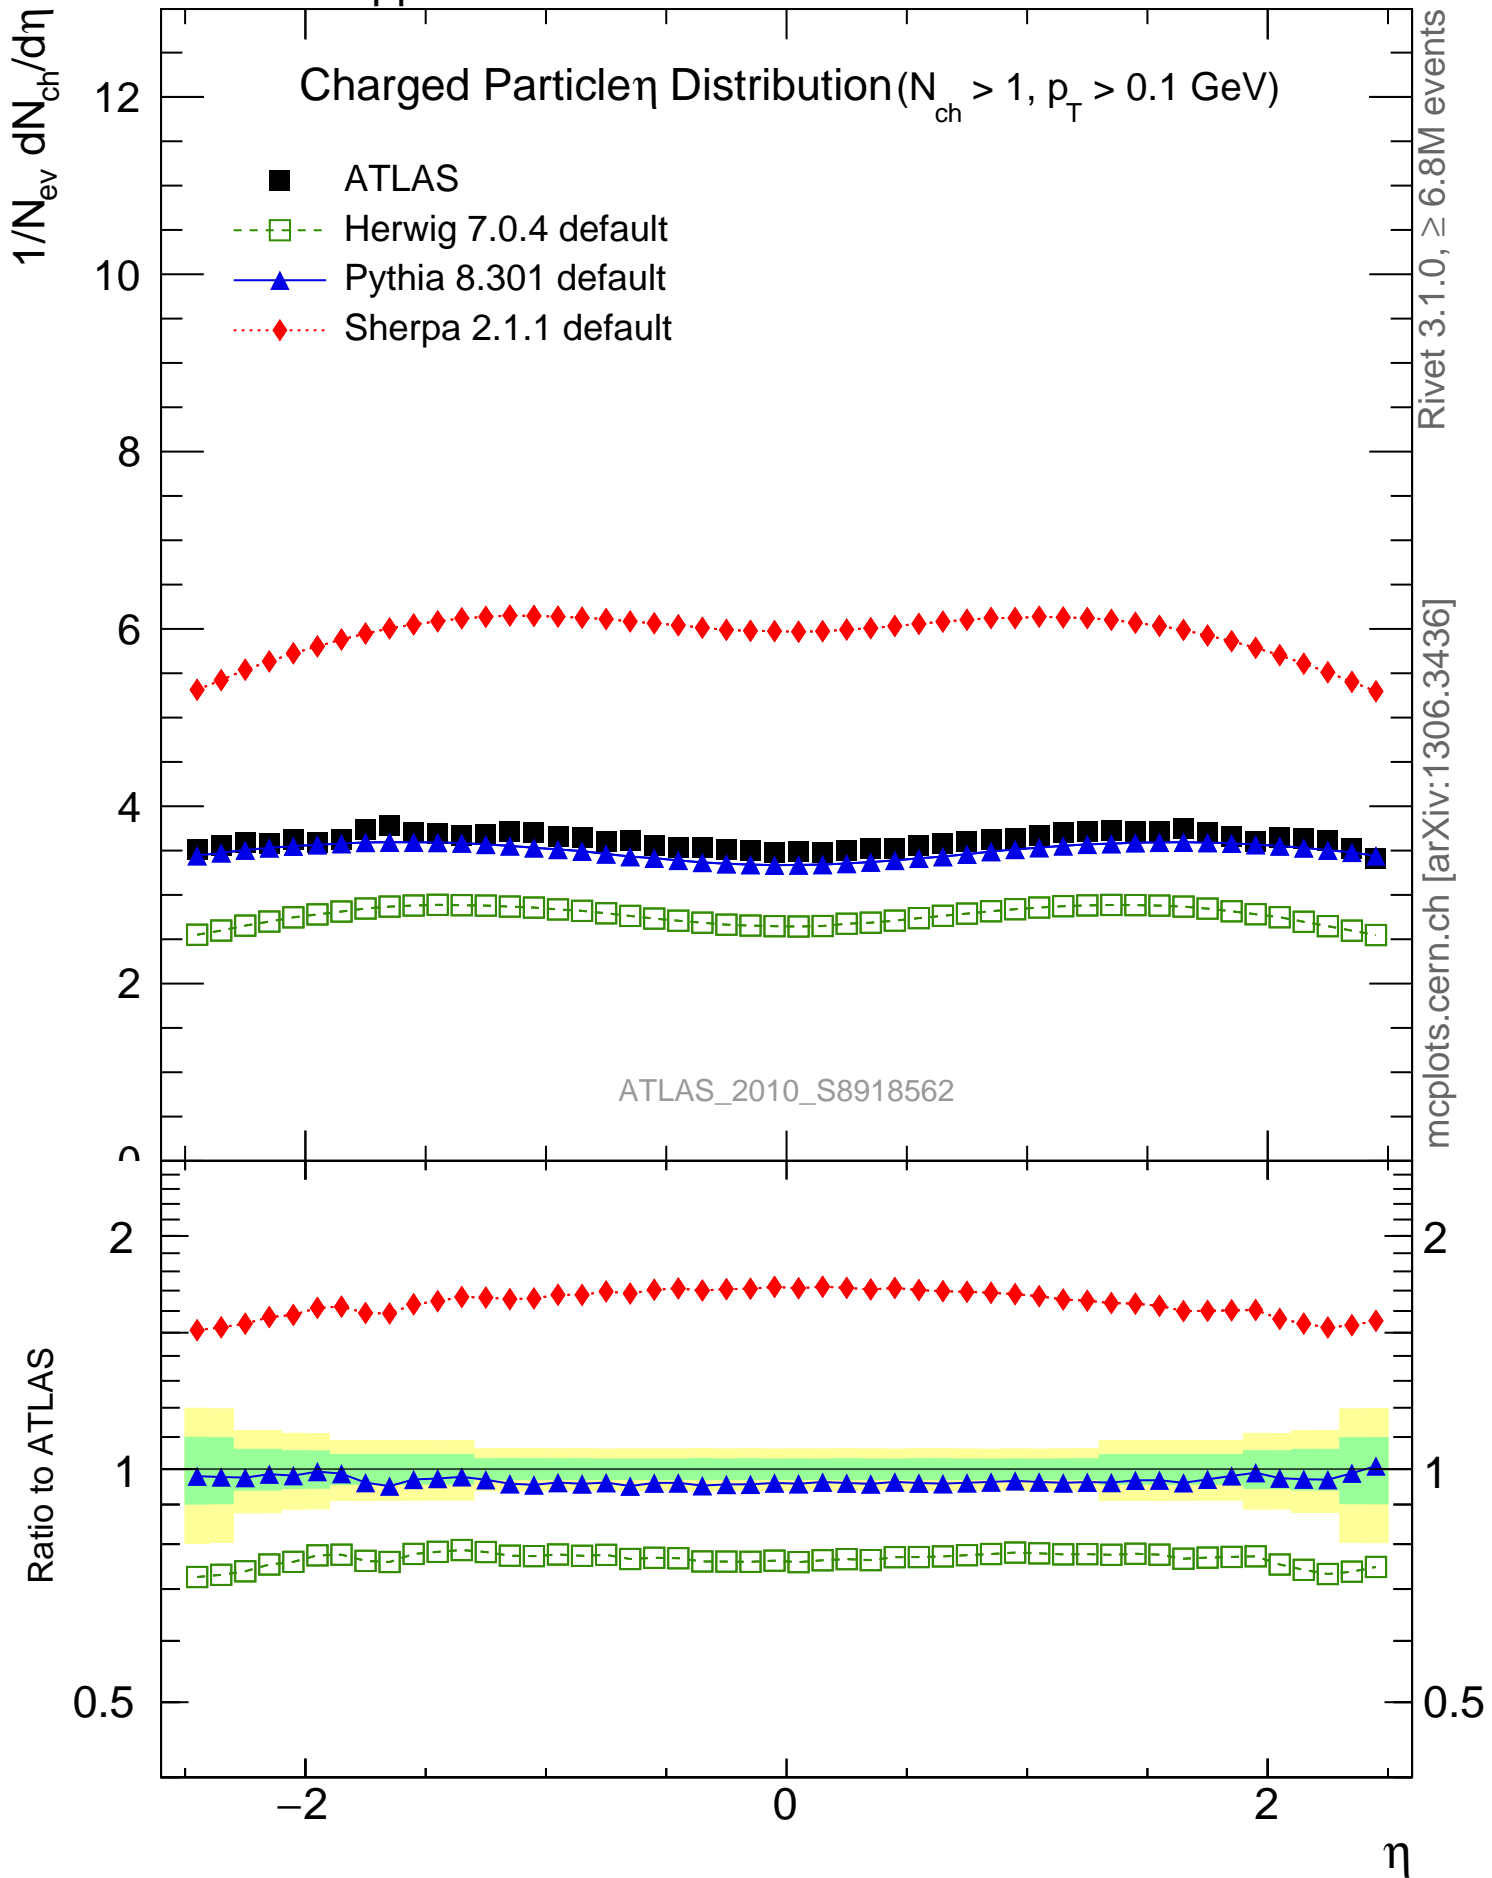 1/N_ev dN_ch/dη
Charged Particleη Distribution (N_ch > 1, p_T > 0.1 GeV)
ATLAS
Herwig 7.0.4 default
Pythia 8.301 default
Sherpa 2.1.1 default
12
10
8
6
4
2
0
ATLAS_2010_S8918562
Rivet 3.1.0, ≥ 6.8M events
mcplots.cern.ch [arXiv:1306.3436]
Ratio to ATLAS
2
1
0.5
2
1
0.5
−2
0
2
η